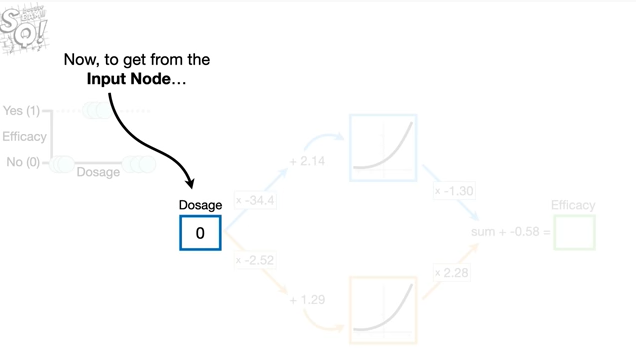 Now, to get from the
Input Node…
Yes (1)
Efficacy
No (0)
Dosage
Dosage
0
x -34.4
+ 2.14
x -1.30
x -2.52
+ 1.29
x 2.28
sum + -0.58 =
Efficacy